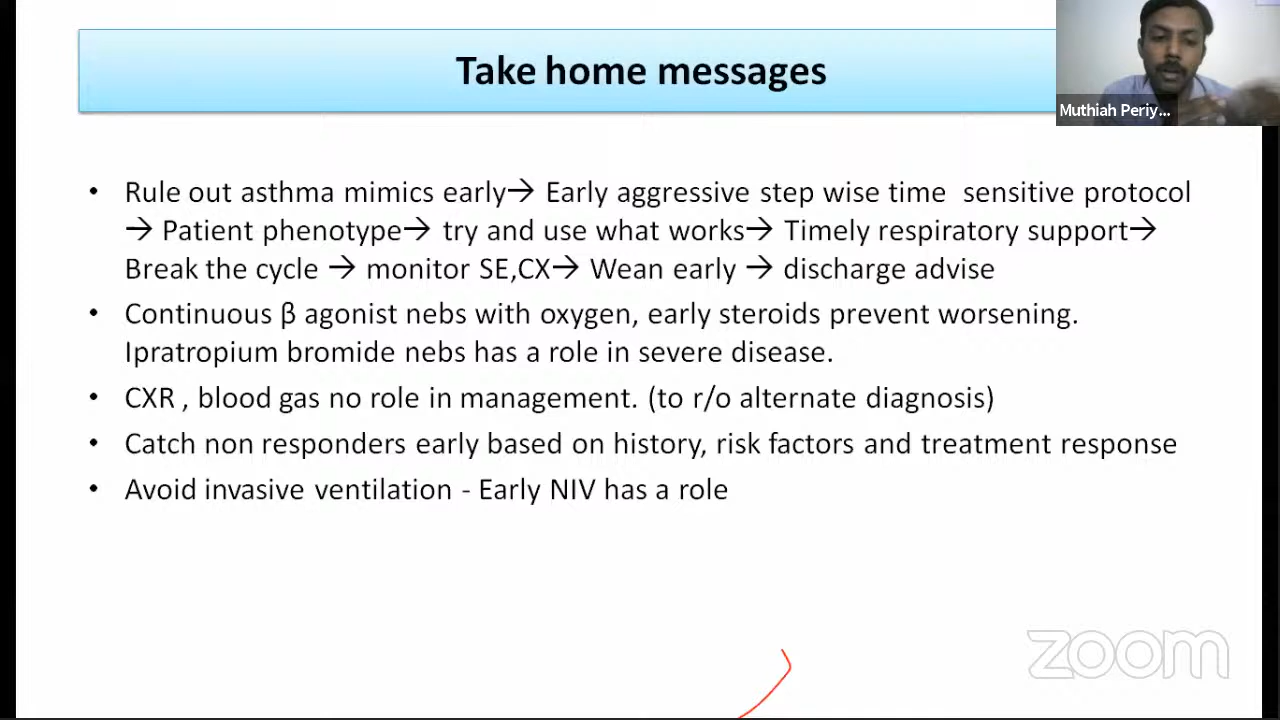 Take home messages
Muthiah Periy...
• Rule out asthma mimics early→ Early aggressive step wise time sensitive protocol
→ Patient phenotype→ try and use what works→ Timely respiratory support→
Break the cycle → monitor SE,CX→ Wean early → discharge advise
• Continuous β agonist nebs with oxygen, early steroids prevent worsening.
Ipratropium bromide nebs has a role in severe disease.
• CXR , blood gas no role in management. (to r/o alternate diagnosis)
• Catch non responders early based on history, risk factors and treatment response
• Avoid invasive ventilation - Early NIV has a role
zoom